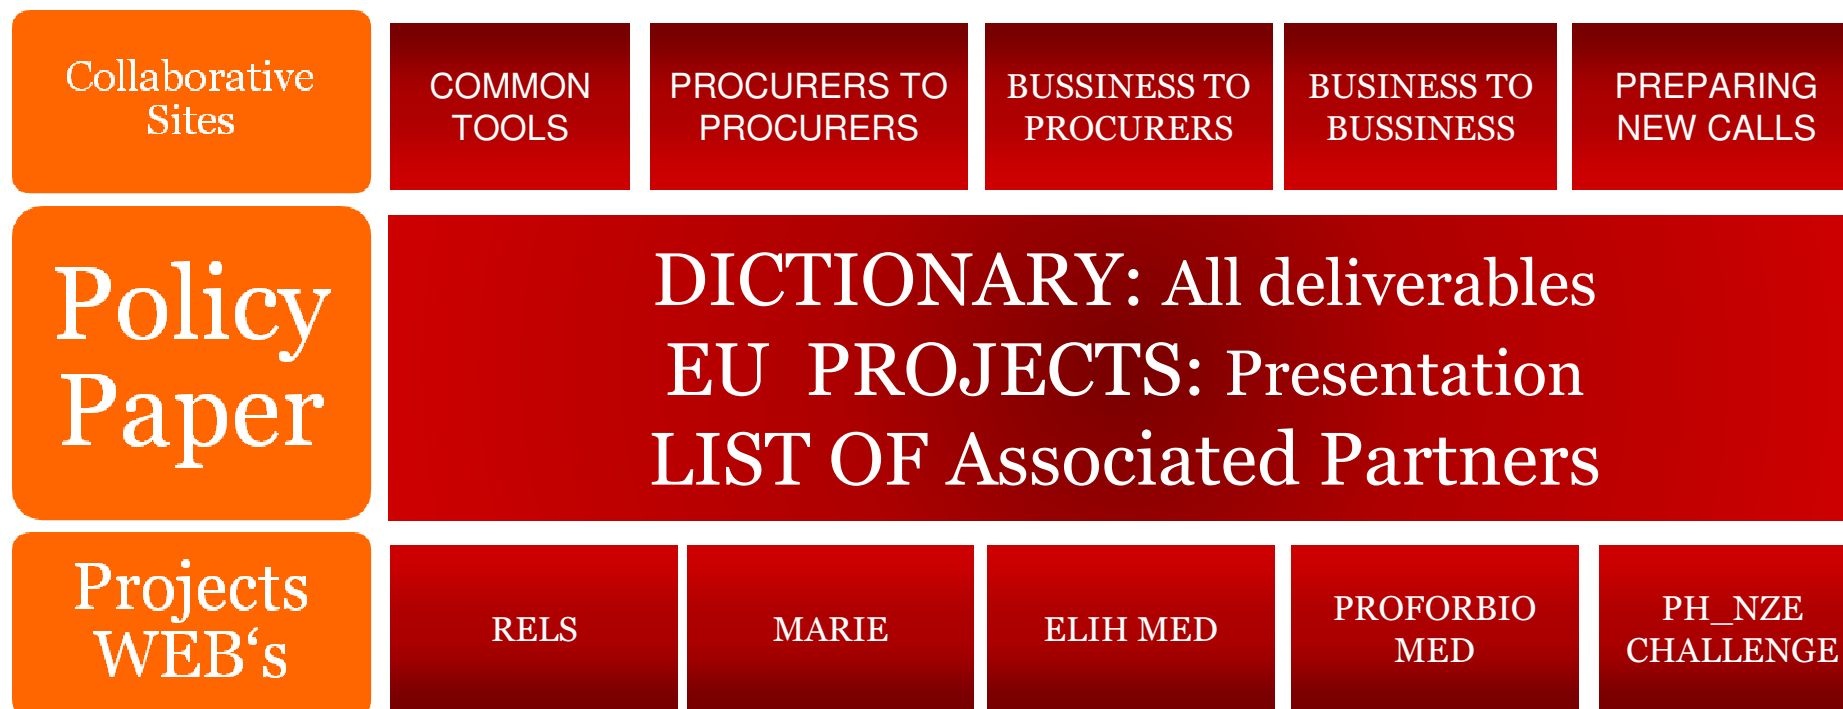 Collaborative
Sites
COMMON
TOOLS
PROCURERS TO
PROCURERS
BUSSINESS TO
PROCURERS
BUSINESS TO
BUSSINESS
PREPARING
NEW CALLS
Policy
Paper
DICTIONARY: All deliverables
EU PROJECTS: Presentation
LIST OF Associated Partners
Projects
WEB‘s
RELS
MARIE
ELIH MED
PROFORBIO
MED
PH_NZE
CHALLENGE